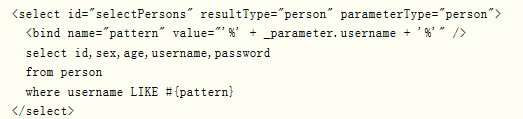 <select id="selectPersons" resultType="person" parameterType="person">
<bind name="pattern" value="'%' + _parameter.username + '%'" />
select id,sex,age,username,password
from person
where username LIKE #{pattern}
</select>